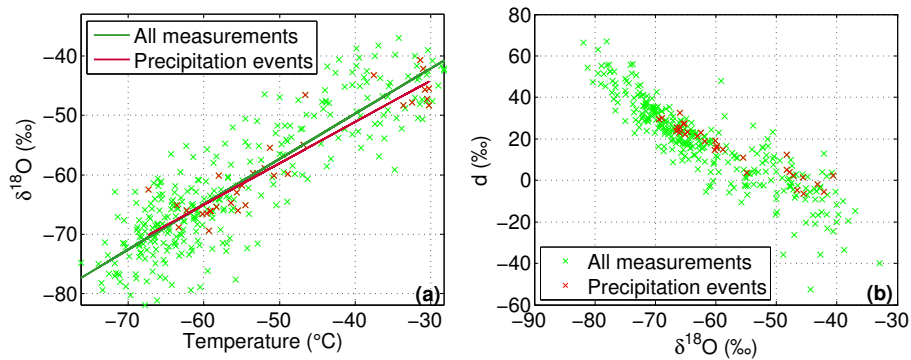 All measurements
Precipitation events
δ¹⁸O (‰)
−40
−50
−60
−70
−80
−70
−60
−50
−40
−30
Temperature (°C)
(a)
d (‰)
80
60
40
20
0
−20
−40
−60
All measurements
Precipitation events
−90
−80
−70
−60
−50
−40
−30
δ¹⁸O (‰)
(b)